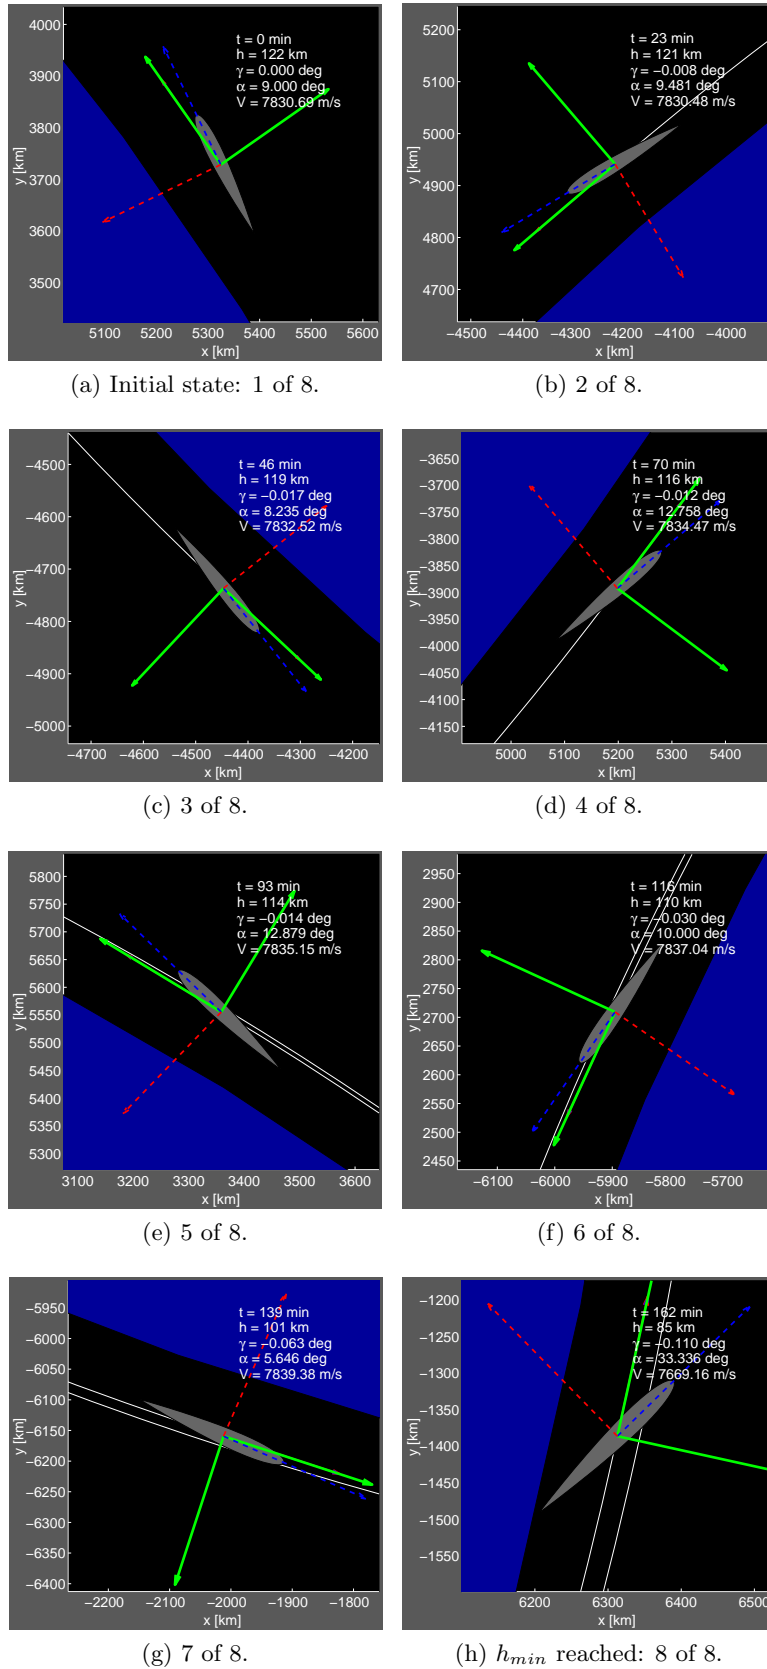 4000
3900
3800
3700
3600
3500
y [km]
t = 0 min
h = 122 km
γ = 0.000 deg
α = 9.000 deg
V = 7830.69 m/s
5100 5200 5300 5400 5500 5600
x [km]
(a) Initial state: 1 of 8.
5200
5100
5000
4900
4800
4700
y [km]
t = 23 min
h = 121 km
γ = −0.008 deg
α = 9.481 deg
V = 7830.48 m/s
−4500 −4400 −4300 −4200 −4100 −4000
x [km]
(b) 2 of 8.
−4500
−4600
−4700
−4800
−4900
−5000
y [km]
t = 46 min
h = 119 km
γ = −0.017 deg
α = 8.235 deg
V = 7832.52 m/s
−4700 −4600 −4500 −4400 −4300 −4200
x [km]
(c) 3 of 8.
−3650
−3700
−3750
−3800
−3850
−3900
−3950
−4000
−4050
−4100
−4150
y [km]
t = 70 min
h = 116 km
γ = −0.012 deg
α = 12.758 deg
V = 7834.47 m/s
5000 5100 5200 5300 5400
x [km]
(d) 4 of 8.
5800
5750
5700
5650
5600
5550
5500
5450
5400
5350
5300
y [km]
t = 93 min
h = 114 km
γ = −0.014 deg
α = 12.879 deg
V = 7835.15 m/s
3100 3200 3300 3400 3500 3600
x [km]
(e) 5 of 8.
2950
2900
2850
2800
2750
2700
2650
2600
2550
2500
2450
y [km]
t = 116 min
h = 110 km
γ = −0.030 deg
α = 10.000 deg
V = 7837.04 m/s
−6100 −6000 −5900 −5800 −5700
x [km]
(f) 6 of 8.
−5950
−6000
−6050
−6100
−6150
−6200
−6250
−6300
−6350
−6400
y [km]
t = 139 min
h = 101 km
γ = −0.063 deg
α = 5.646 deg
V = 7839.38 m/s
−2200 −2100 −2000 −1900 −1800
x [km]
(g) 7 of 8.
−1200
−1250
−1300
−1350
−1400
−1450
−1500
−1550
y [km]
t = 162 min
h = 85 km
γ = −0.110 deg
α = 33.336 deg
V = 7669.16 m/s
6200 6300 6400 6500
x [km]
(h) hmin reached: 8 of 8.